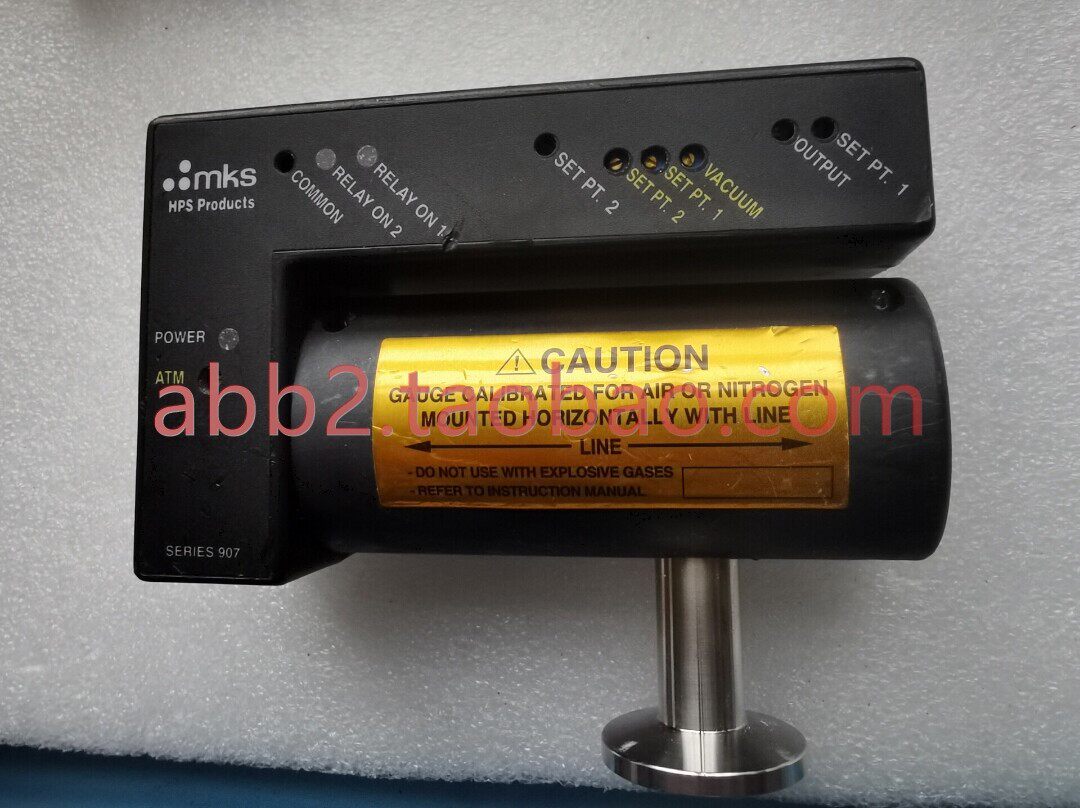 mks
HPS Products
COMMON
RELAY ON 2
RELAY ON 1
SET PT. 2
SET PT. 2
SET PT. 1
VACUUM
OUTPUT
SET PT. 1
POWER
ATM
abb2.taobao.com
CAUTION
GAUGE CALIBRATED FOR AIR OR NITROGEN
MOUNTED HORIZONTALLY WITH LINE
LINE
- DO NOT USE WITH EXPLOSIVE GASES
- REFER TO INSTRUCTION MANUAL
SERIES 907